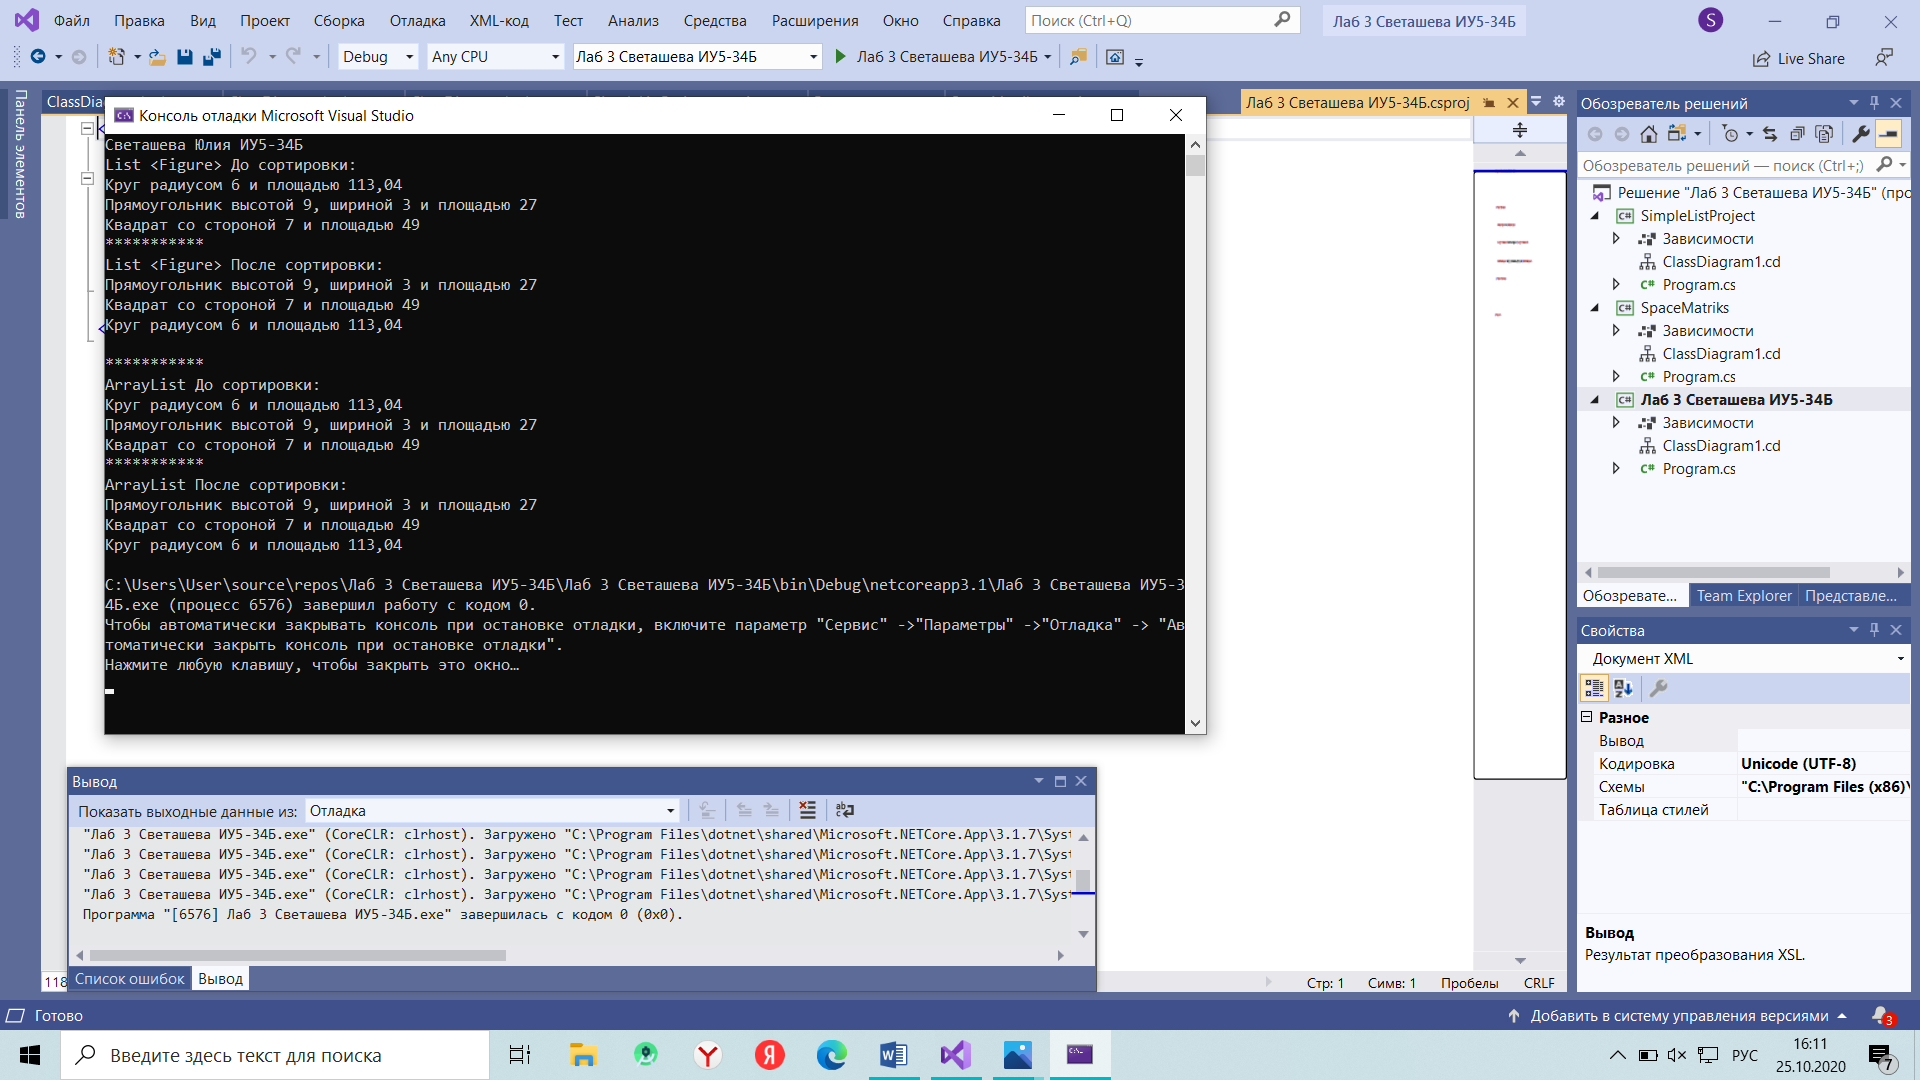 Файл Правка Вид Проект Сборка Отладка XML-код Тест Анализ Средства Расширения Окно Справка Поиск (Ctrl+Q) Лаб 3 Светашева ИУ5-34Б S
Debug Any CPU Лаб 3 Светашева ИУ5-34Б Лаб 3 Светашева ИУ5-34Б Live Share
Панель элементов
ClassDia
Лаб 3 Светашева ИУ5-34Б.csproj
Консоль отладки Microsoft Visual Studio
Светашева Юлия ИУ5-34Б
List <Figure> До сортировки:
Круг радиусом 6 и площадью 113,04
Прямоугольник высотой 9, шириной 3 и площадью 27
Квадрат со стороной 7 и площадью 49
***********
List <Figure> После сортировки:
Прямоугольник высотой 9, шириной 3 и площадью 27
Квадрат со стороной 7 и площадью 49
Круг радиусом 6 и площадью 113,04
***********
ArrayList До сортировки:
Круг радиусом 6 и площадью 113,04
Прямоугольник высотой 9, шириной 3 и площадью 27
Квадрат со стороной 7 и площадью 49
***********
ArrayList После сортировки:
Прямоугольник высотой 9, шириной 3 и площадью 27
Квадрат со стороной 7 и площадью 49
Круг радиусом 6 и площадью 113,04
C:\Users\User\source\repos\Лаб 3 Светашева ИУ5-34Б\Лаб 3 Светашева ИУ5-34Б\bin\Debug\netcoreapp3.1\Лаб 3 Светашева ИУ5-3
4Б.exe (процесс 6576) завершил работу с кодом 0.
Чтобы автоматически закрывать консоль при остановке отладки, включите параметр "Сервис" ->"Параметры" ->"Отладка" -> "Ав
томатически закрыть консоль при остановке отладки".
Нажмите любую клавишу, чтобы закрыть это окно…
Вывод
Показать выходные данные из: Отладка
"Лаб 3 Светашева ИУ5-34Б.exe" (CoreCLR: clrhost). Загружено "C:\Program Files\dotnet\shared\Microsoft.NETCore.App\3.1.7\Syst
"Лаб 3 Светашева ИУ5-34Б.exe" (CoreCLR: clrhost). Загружено "C:\Program Files\dotnet\shared\Microsoft.NETCore.App\3.1.7\Syst
"Лаб 3 Светашева ИУ5-34Б.exe" (CoreCLR: clrhost). Загружено "C:\Program Files\dotnet\shared\Microsoft.NETCore.App\3.1.7\Syst
"Лаб 3 Светашева ИУ5-34Б.exe" (CoreCLR: clrhost). Загружено "C:\Program Files\dotnet\shared\Microsoft.NETCore.App\3.1.7\Syst
Программа "[6576] Лаб 3 Светашева ИУ5-34Б.exe" завершилась с кодом 0 (0x0).
118
Список ошибок Вывод
Стр: 1 Симв: 1 Пробелы CRLF
Обозреватель решений
Обозреватель решений — поиск (Ctrl+;)
Решение "Лаб 3 Светашева ИУ5-34Б" (про
SimpleListProject
Зависимости
ClassDiagram1.cd
Program.cs
SpaceMatriks
Зависимости
ClassDiagram1.cd
Program.cs
Лаб 3 Светашева ИУ5-34Б
Зависимости
ClassDiagram1.cd
Program.cs
Обозревате... Team Explorer Представле...
Свойства
Документ XML
Разное
Вывод
Кодировка Unicode (UTF-8)
Схемы "C:\Program Files (x86)\
Таблица стилей
Вывод
Результат преобразования XSL.
Готово
Добавить в систему управления версиями 3
Введите здесь текст для поиска
РУС
16:11
25.10.2020
7